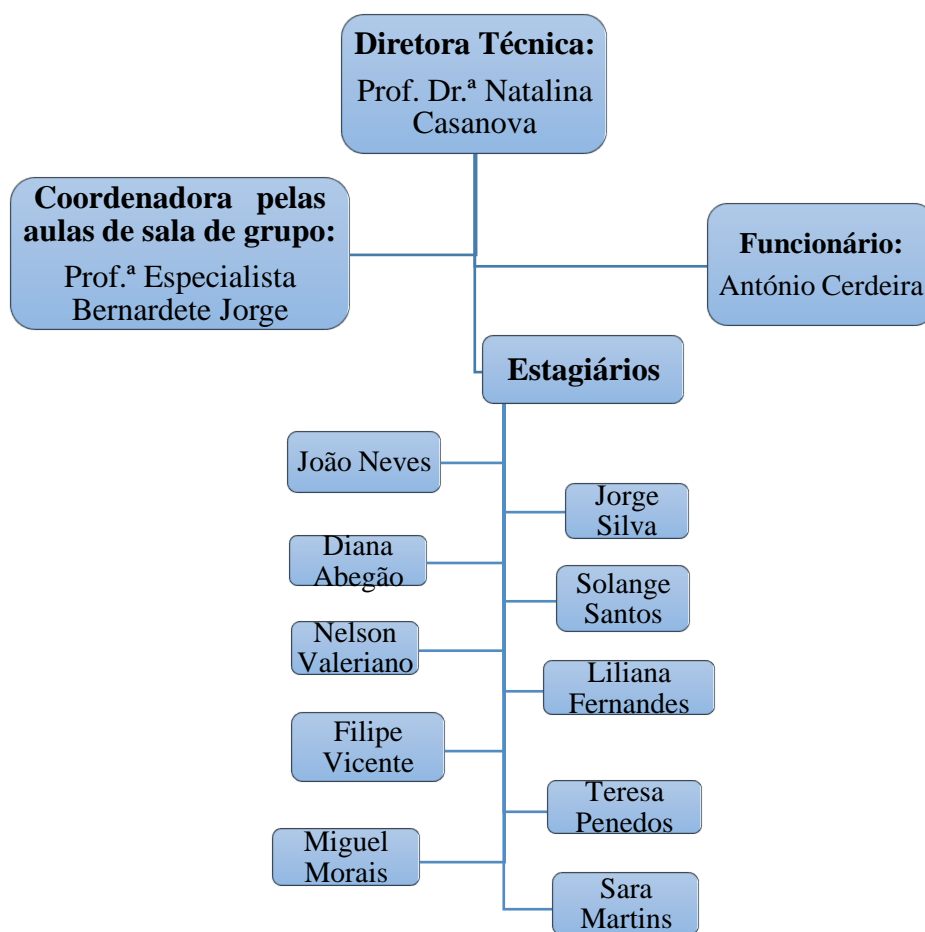 Diretora Técnica:
Prof. Dr.ª Natalina
Casanova
Coordenadora pelas
aulas de sala de grupo:
Prof.ª Especialista
Bernardete Jorge
Funcionário:
António Cerdeira
Estagiários
João Neves
Jorge
Silva
Diana
Abegão
Solange
Santos
Nelson
Valeriano
Liliana
Fernandes
Filipe
Vicente
Teresa
Penedos
Miguel
Morais
Sara
Martins